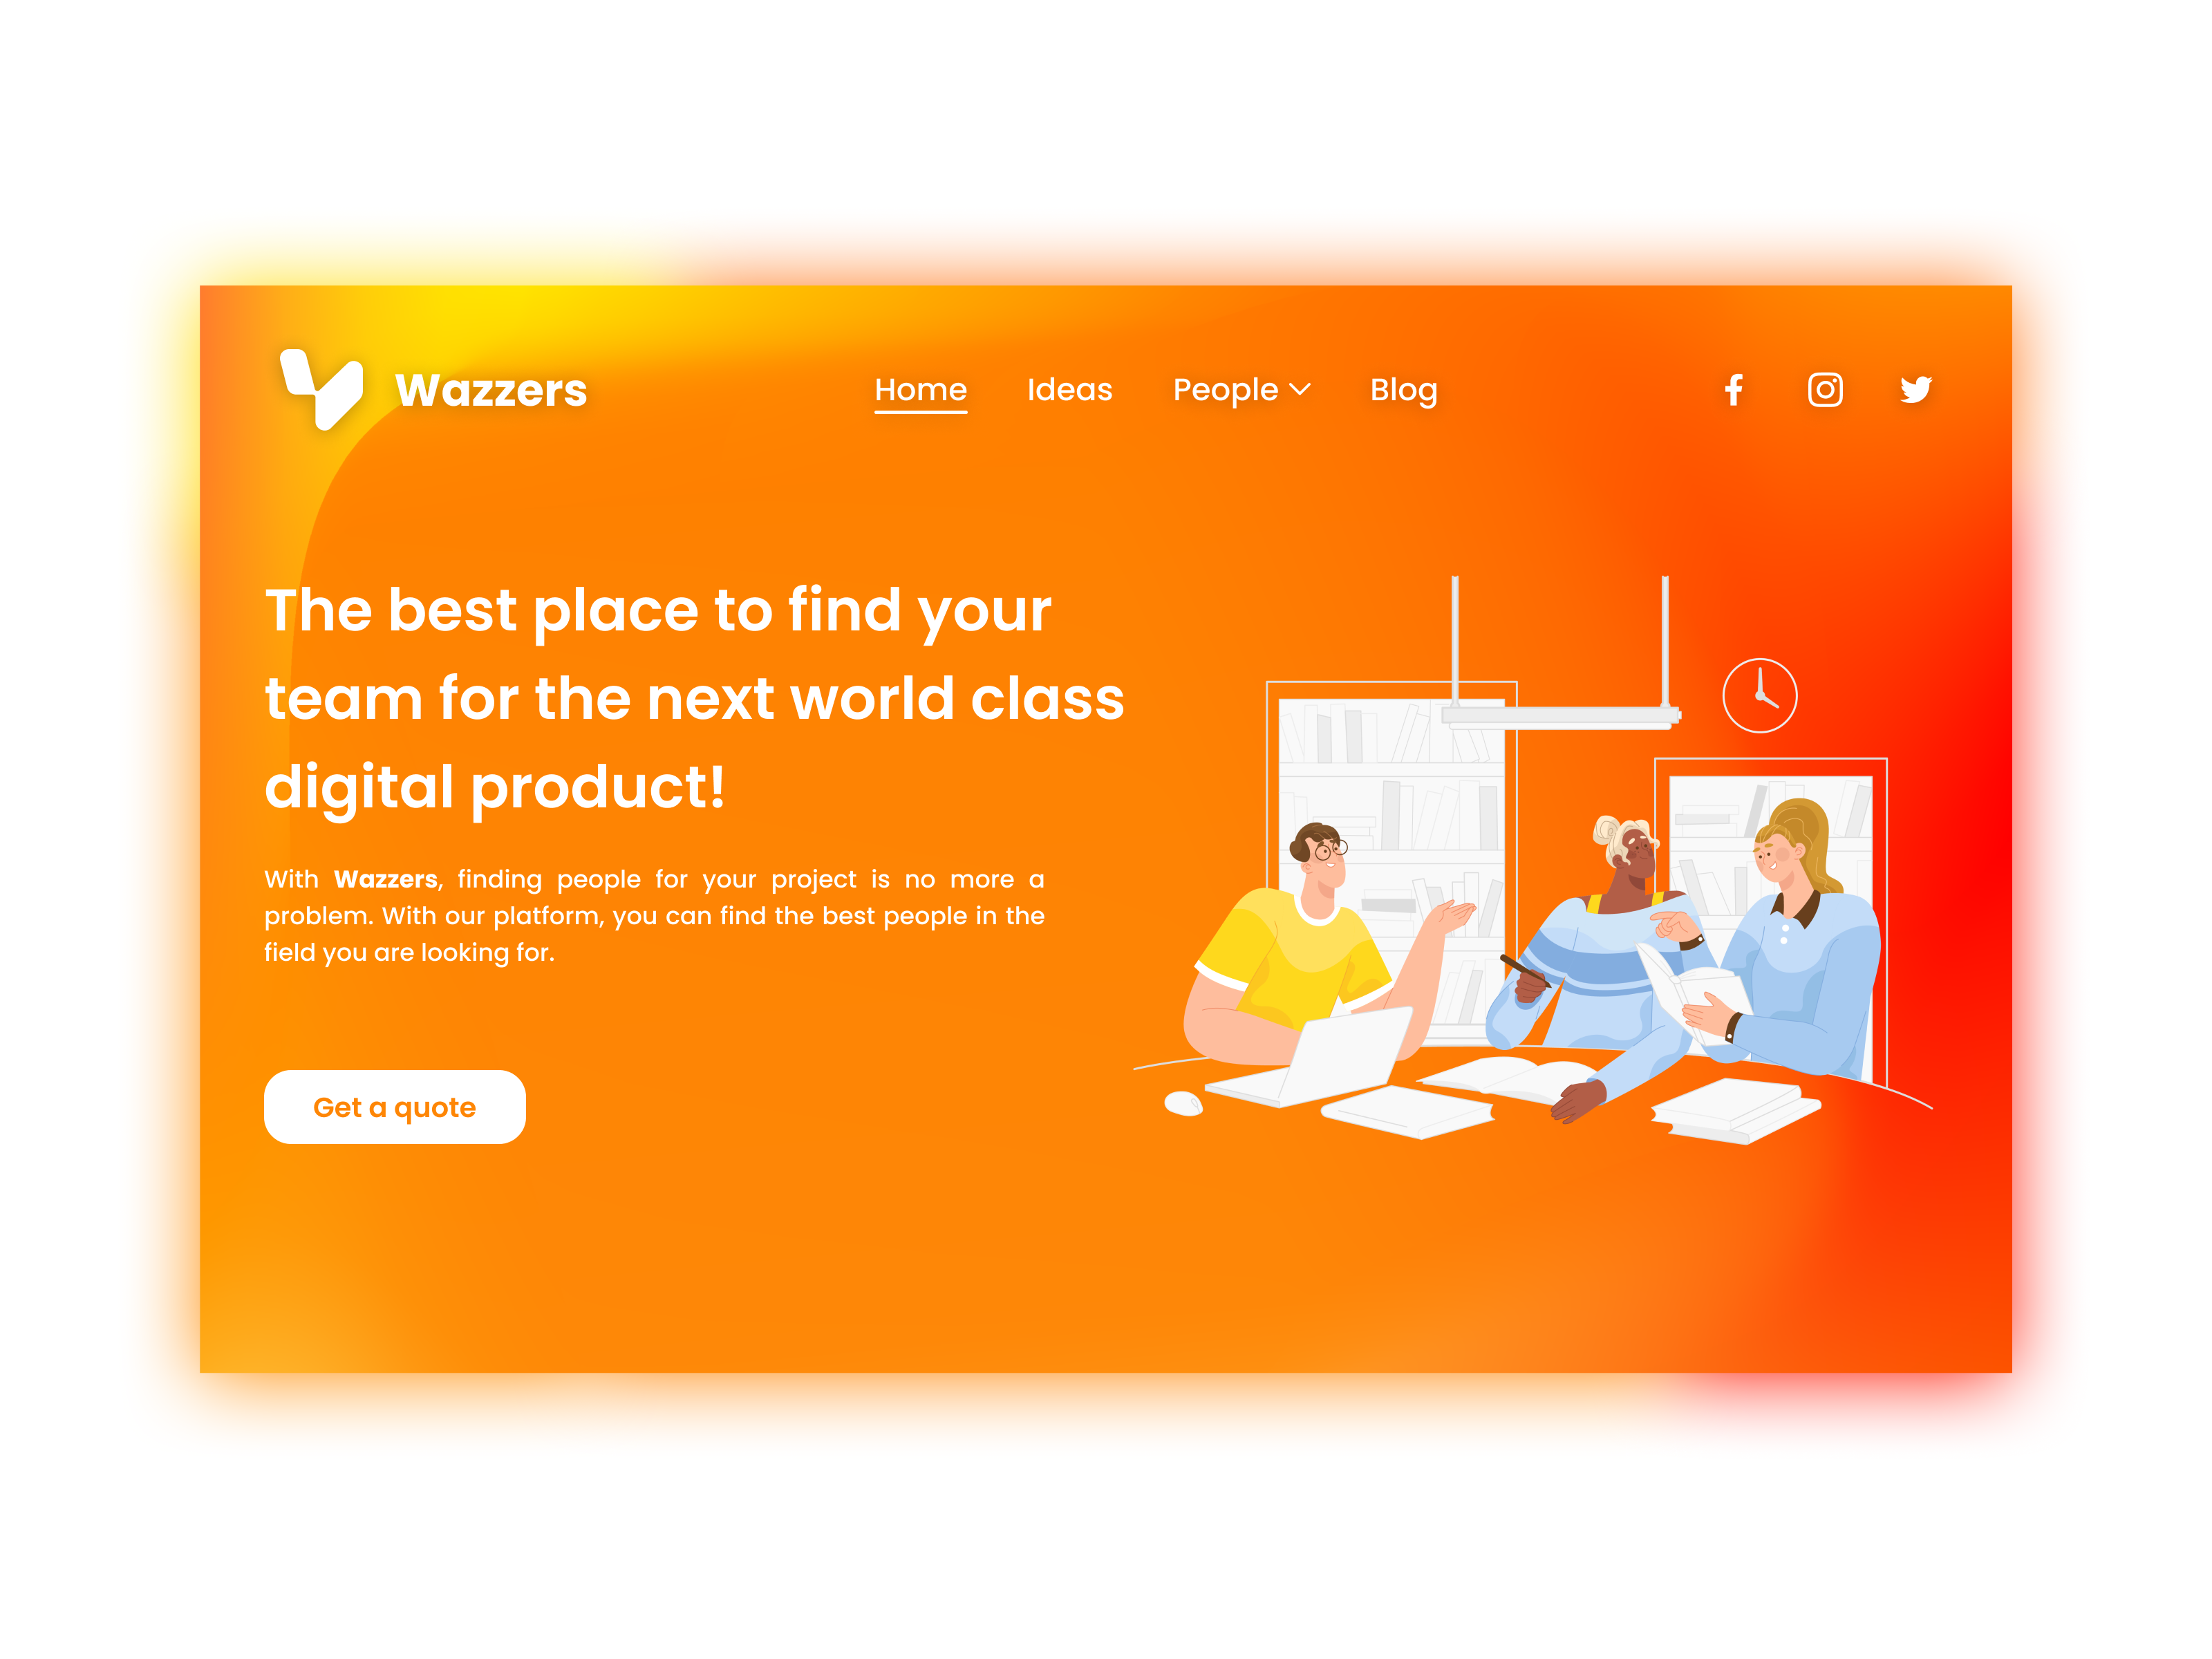 Wazzers
Home
Ideas
People
Blog
The best place to find your
team for the next world class
digital product!
With Wazzers, finding people for your project is no more a
problem. With our platform, you can find the best people in the
field you are looking for.
Get a quote